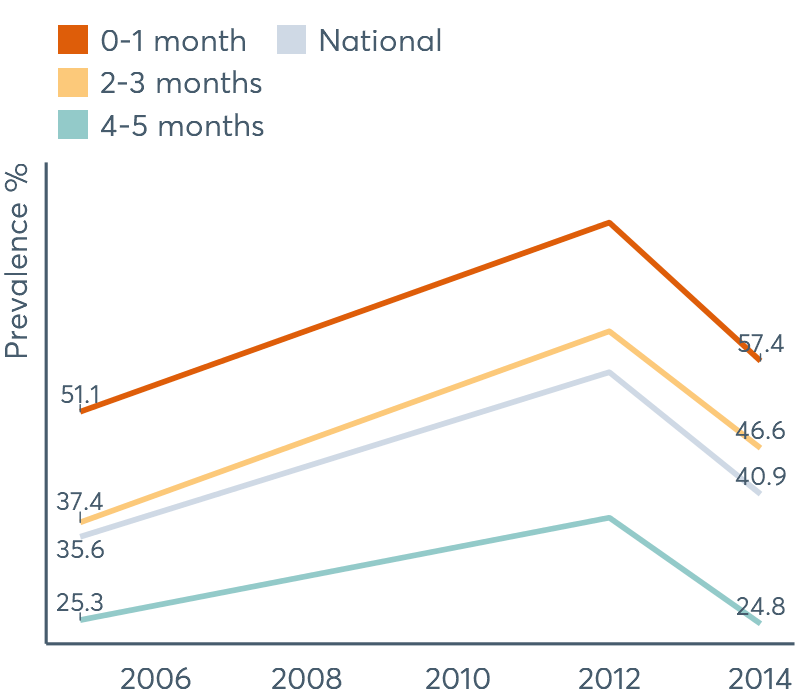 0-1 month
National
2-3 months
4-5 months
Prevalence %
57.4
51.1
46.6
40.9
37.4
35.6
25.3
24.8
2006 2008 2010 2012 2014